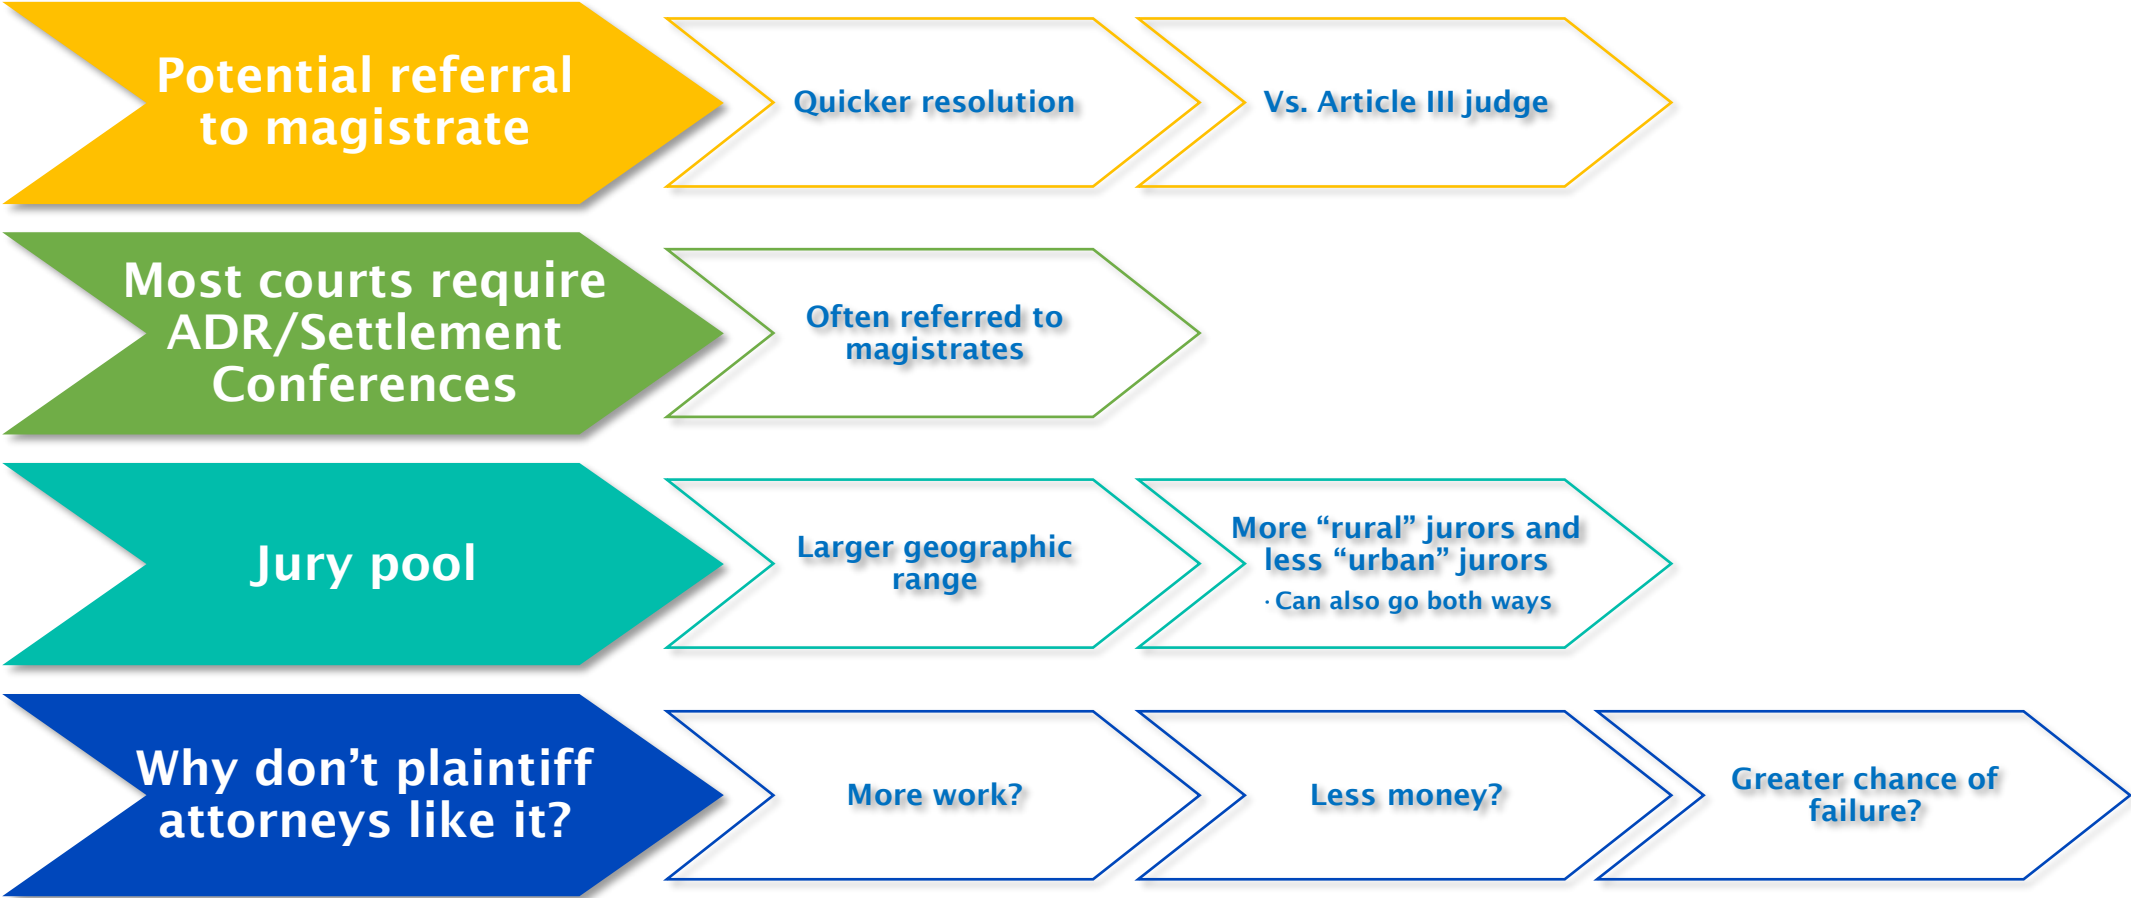 Potential referral
to magistrate
Quicker resolution
Vs. Article III judge
Most courts require
ADR/Settlement
Conferences
Often referred to
magistrates
Jury pool
Larger geographic
range
More “rural” jurors and
less “urban” jurors
· Can also go both ways
Why don’t plaintiff
attorneys like it?
More work?
Less money?
Greater chance of
failure?